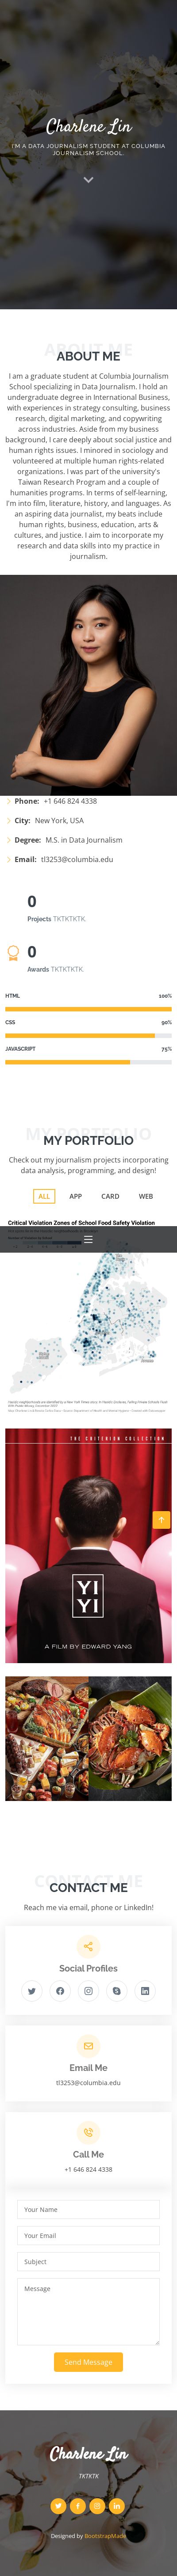 Charlene Lin
I'M A DATA JOURNALISM STUDENT AT COLUMBIA
JOURNALISM SCHOOL.
ABOUT ME
ABOUT ME
I am a graduate student at Columbia Journalism
School specializing in Data Journalism. I hold an
undergraduate degree in International Business,
with experiences in strategy consulting, business
research, digital marketing, and copywriting
across industries. Aside from my business
background, I care deeply about social justice and
human rights issues. I minored in sociology and
volunteered at multiple human rights-related
organizations. I was part of the university's
Taiwan Research Program and a couple of
humanities programs. In terms of self-learning,
I'm into film, literature, history, and languages. As
an aspiring data journalist, my beats include
human rights, business, education, arts &
cultures, and justice. I aim to incorporate my
research and data skills into my practice in
journalism.
Phone: +1 646 824 4338
City: New York, USA
Degree: M.S. in Data Journalism
Email: tl3253@columbia.edu
0
Projects TKTKTKTK.
0
Awards TKTKTKTK.
HTML 100%
CSS 90%
JAVASCRIPT 75%
MY PORTFOLIO
MY PORTFOLIO
Check out my journalism projects incorporating
data analysis, programming, and design!
ALL APP CARD WEB
Critical Violation Zones of School Food Safety Violation
THE CRITERION COLLECTION
YI
YI
A FILM BY EDWARD YANG
CONTACT ME
CONTACT ME
Reach me via email, phone or LinkedIn!
Social Profiles
Email Me
tl3253@columbia.edu
Call Me
+1 646 824 4338
Your Name
Your Email
Subject
Message
Send Message
Charlene Lin
TKTKTK
Designed by BootstrapMade